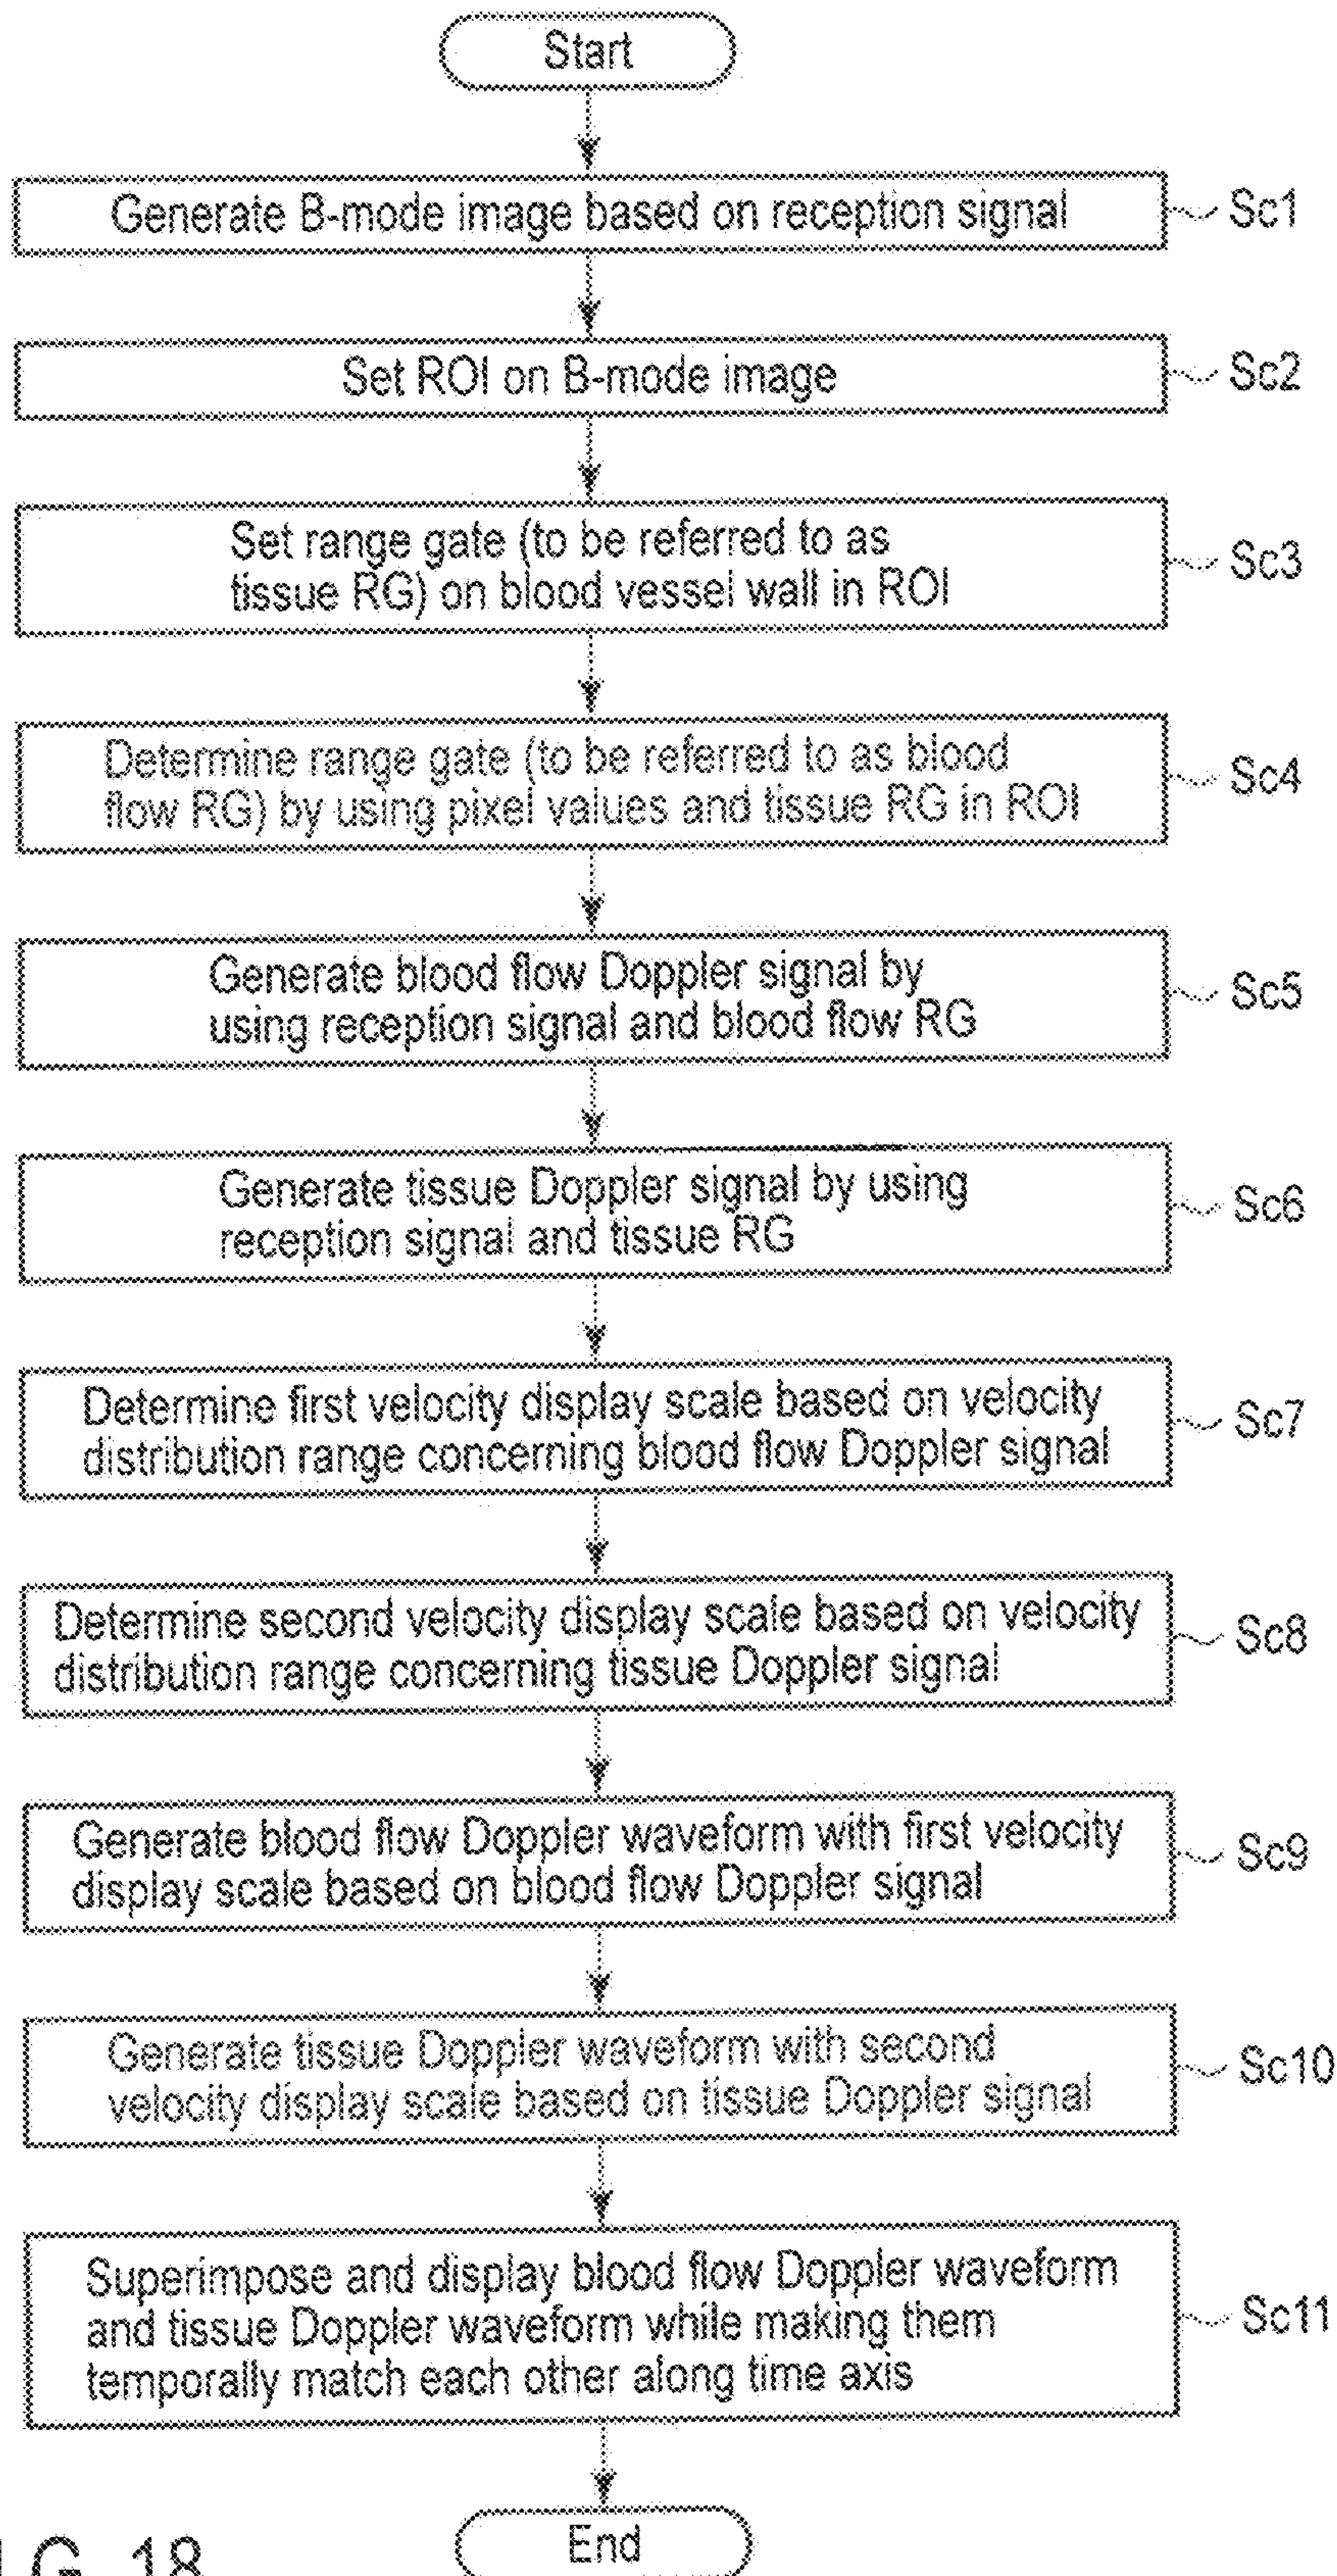 Start
Generate B-mode image based on reception signal
Sc1
Set ROI on B-mode image
Sc2
Set range gate (to be referred to as
tissue RG) on blood vessel wall in ROI
Sc3
Determine range gate (to be referred to as blood
flow RG) by using pixel values and tissue RG in ROI
Sc4
Generate blood flow Doppler signal by
using reception signal and blood flow RG
Sc5
Generate tissue Doppler signal by using
reception signal and tissue RG
Sc6
Determine first velocity display scale based on velocity
distribution range concerning blood flow Doppler signal
Sc7
Determine second velocity display scale based on velocity
distribution range concerning tissue Doppler signal
Sc8
Generate blood flow Doppler waveform with first velocity
display scale based on blood flow Doppler signal
Sc9
Generate tissue Doppler waveform with second
velocity display scale based on tissue Doppler signal
Sc10
Superimpose and display blood flow Doppler waveform
and tissue Doppler waveform while making them
temporally match each other along time axis
Sc11
End
G. 18